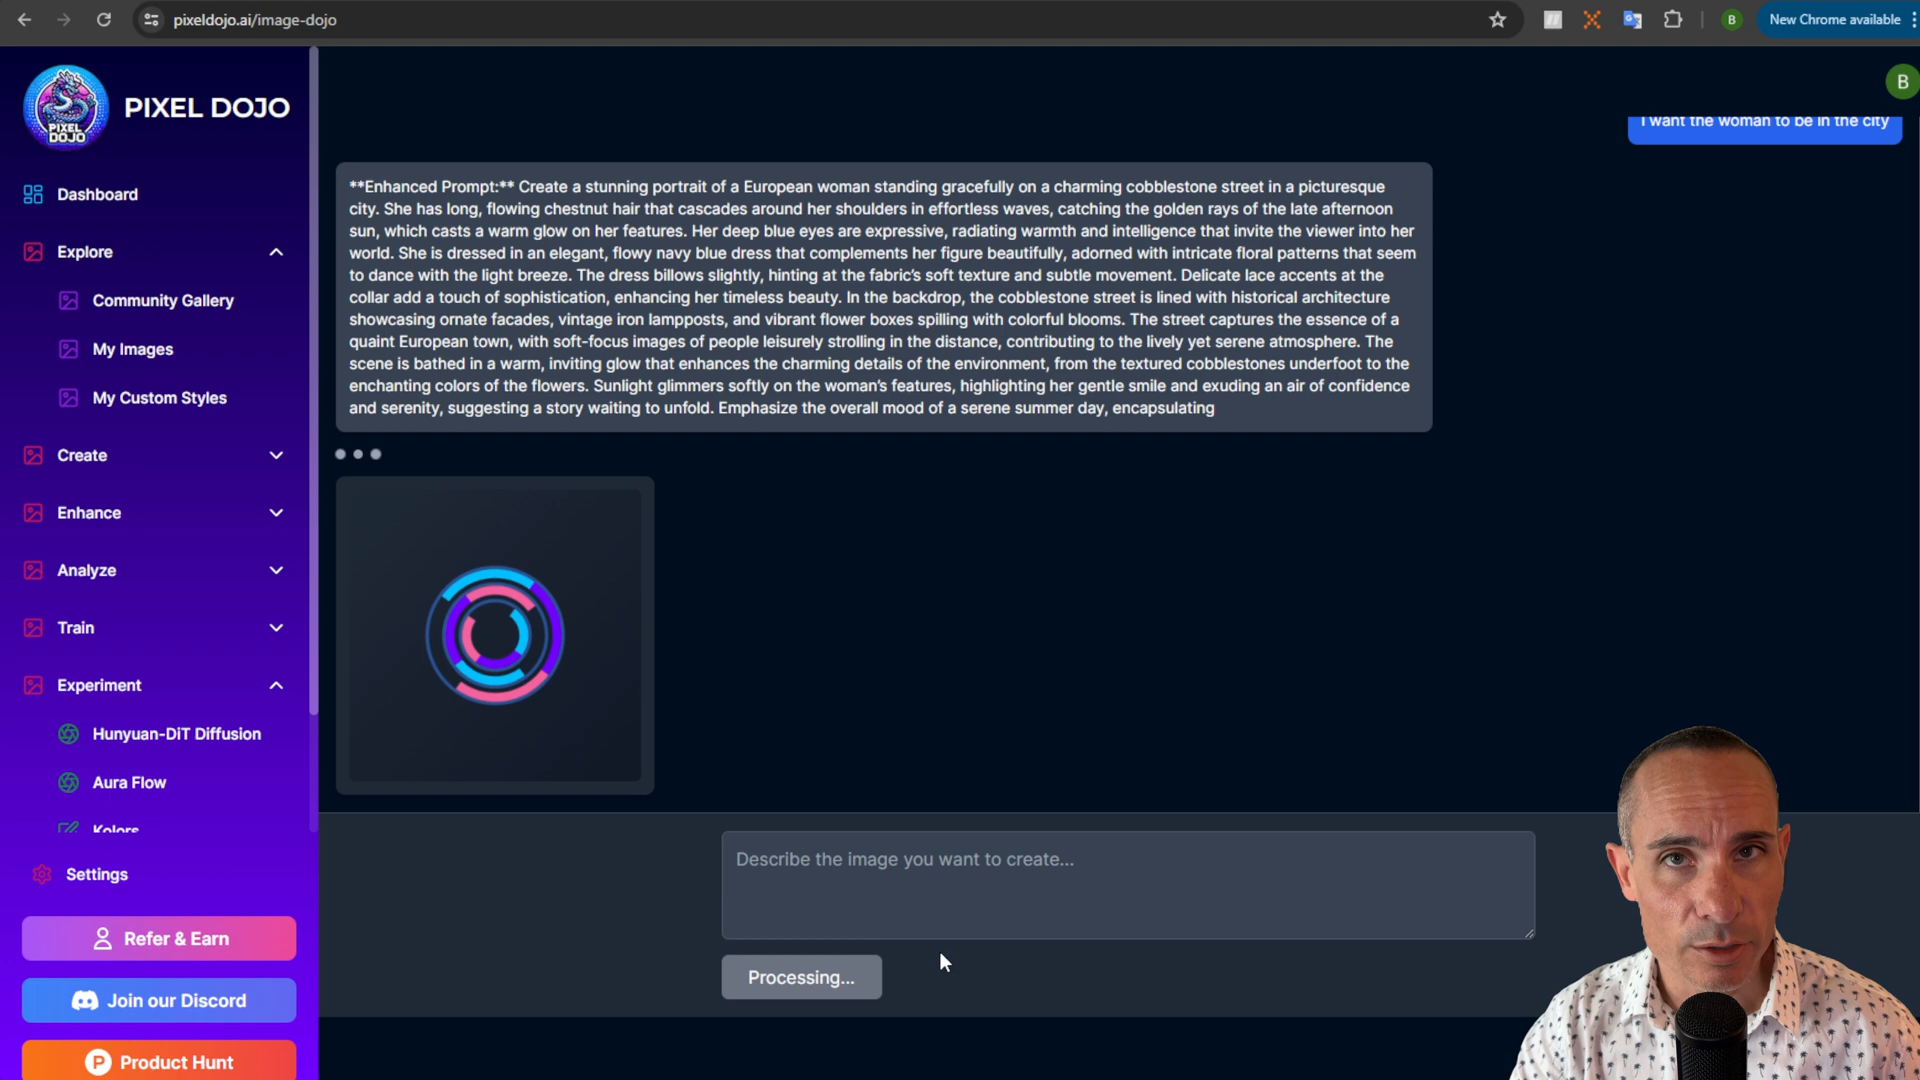 pixeldojo.ai/image-dojo
New Chrome available
B
PIXEL DOJO
PIXEL DOJO
B
I want the woman to be in the city
Dashboard
Explore
Community Gallery
My Images
My Custom Styles
Create
Enhance
Analyze
Train
Experiment
Hunyuan-DiT Diffusion
Aura Flow
Kolors
Settings
Refer & Earn
Join our Discord
P Product Hunt
**Enhanced Prompt:** Create a stunning portrait of a European woman standing gracefully on a charming cobblestone street in a picturesque
city. She has long, flowing chestnut hair that cascades around her shoulders in effortless waves, catching the golden rays of the late afternoon
sun, which casts a warm glow on her features. Her deep blue eyes are expressive, radiating warmth and intelligence that invite the viewer into her
world. She is dressed in an elegant, flowy navy blue dress that complements her figure beautifully, adorned with intricate floral patterns that seem
to dance with the light breeze. The dress billows slightly, hinting at the fabric's soft texture and subtle movement. Delicate lace accents at the
collar add a touch of sophistication, enhancing her timeless beauty. In the backdrop, the cobblestone street is lined with historical architecture
showcasing ornate facades, vintage iron lampposts, and vibrant flower boxes spilling with colorful blooms. The street captures the essence of a
quaint European town, with soft-focus images of people leisurely strolling in the distance, contributing to the lively yet serene atmosphere. The
scene is bathed in a warm, inviting glow that enhances the charming details of the environment, from the textured cobblestones underfoot to the
enchanting colors of the flowers. Sunlight glimmers softly on the woman's features, highlighting her gentle smile and exuding an air of confidence
and serenity, suggesting a story waiting to unfold. Emphasize the overall mood of a serene summer day, encapsulating
Describe the image you want to create...
Processing...